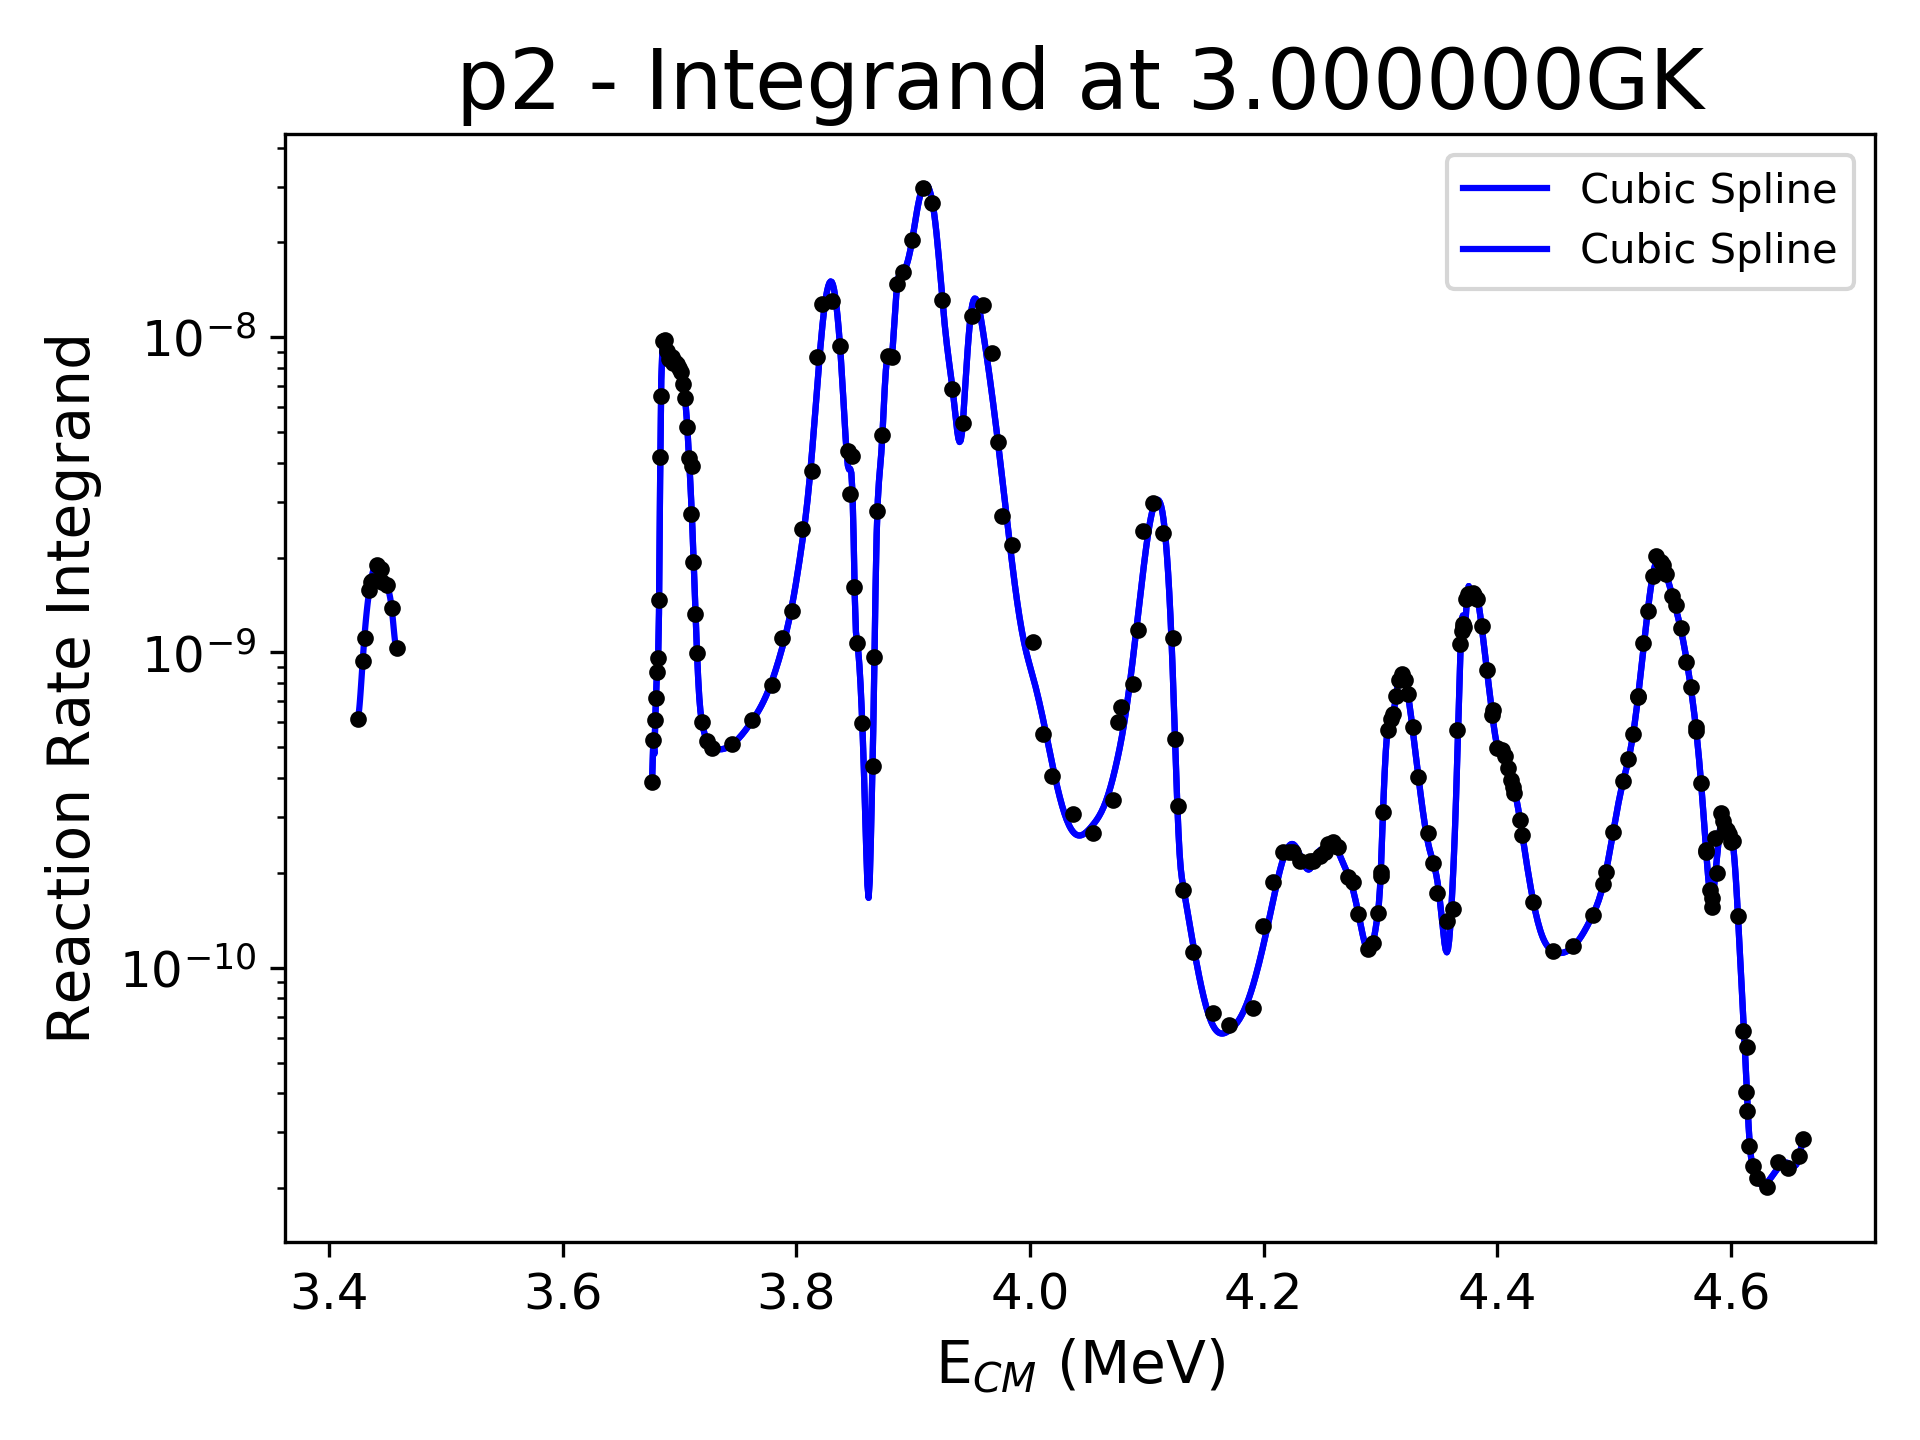 p2 - Integrand at 3.000000GK
Cubic Spline
Cubic Spline
Reaction Rate Integrand
10⁻⁸
10⁻⁹
10⁻¹⁰
3.4 3.6 3.8 4.0 4.2 4.4 4.6
E_CM (MeV)